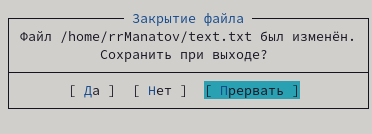 Закрытие файла
Файл /home/rrManatov/text.txt был изменён.
Сохранить при выходе?
[ Да ] [ Нет ] [ Прервать ]